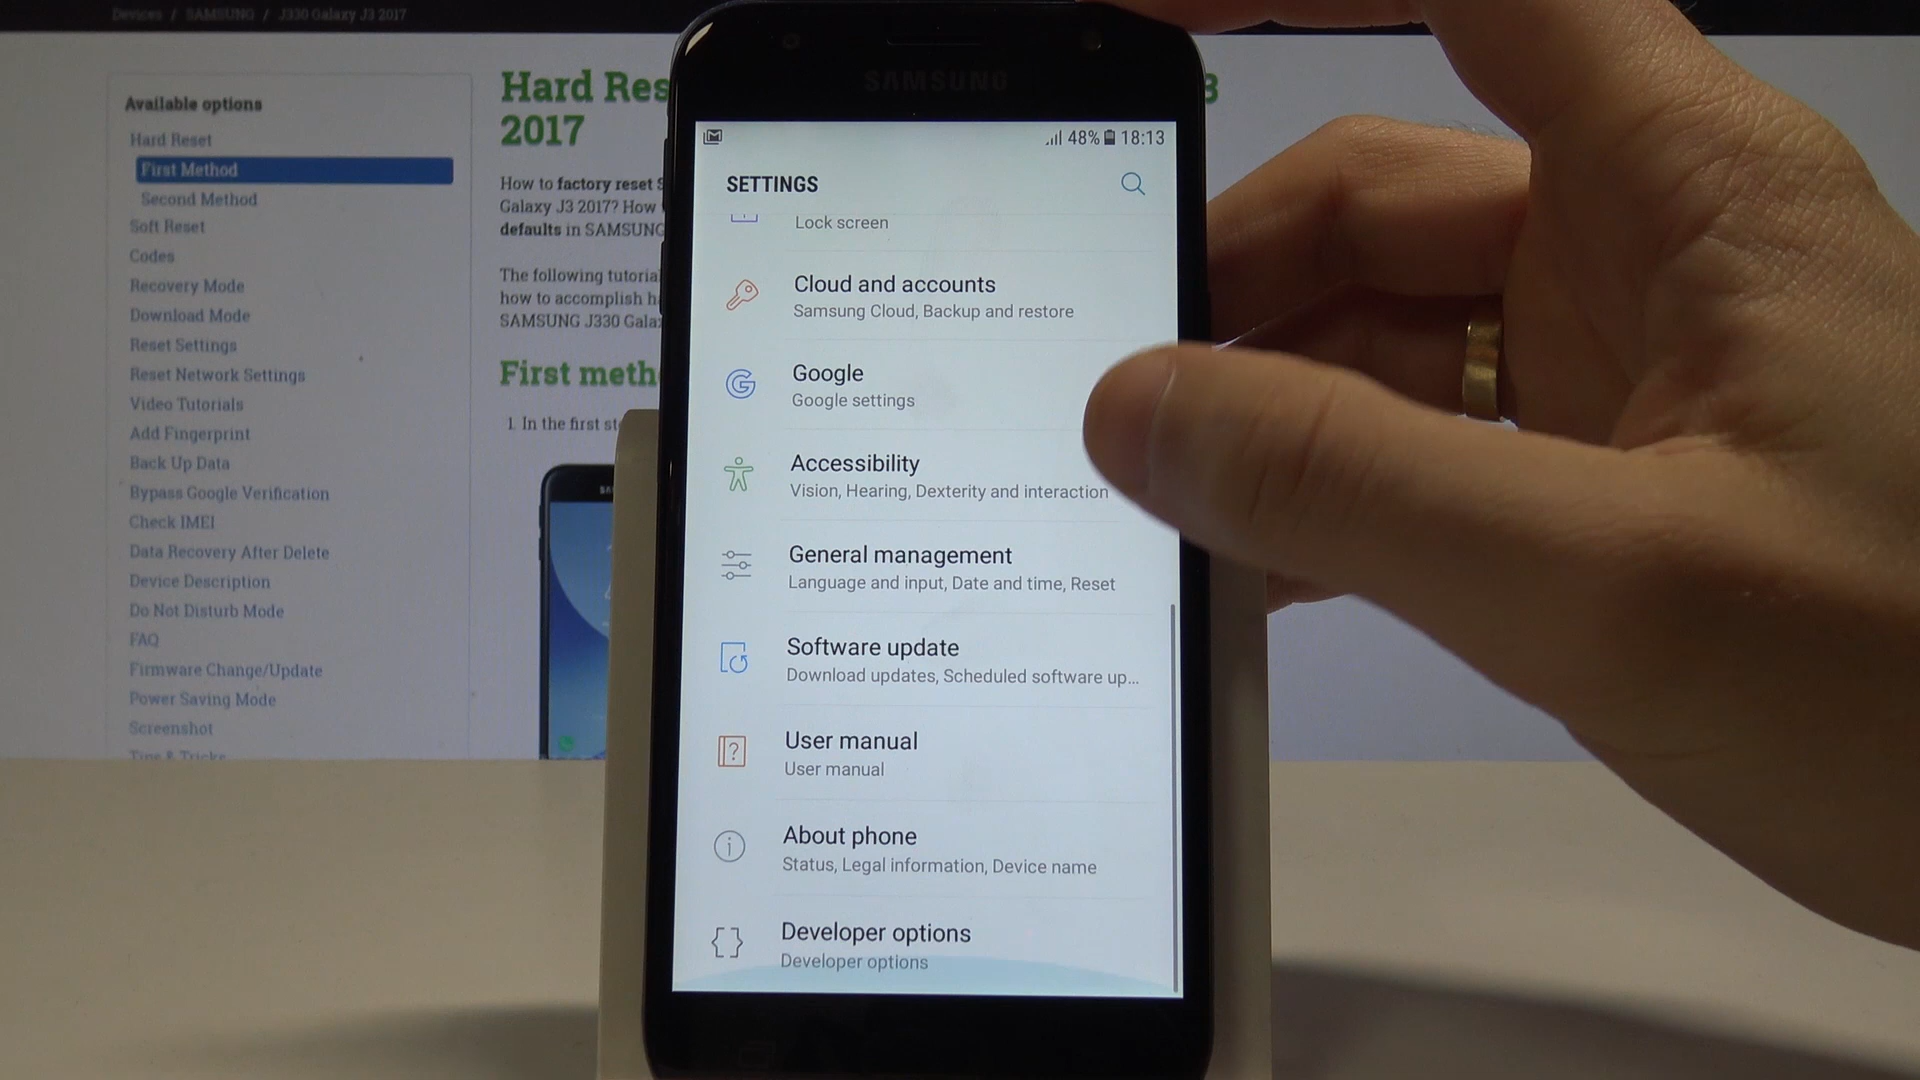 Devices / SAMSUNG / J330 Galaxy J3 2017
Available options
Hard Reset
First Method
Second Method
Soft Reset
Codes
Recovery Mode
Download Mode
Reset Settings
Reset Network Settings
Video Tutorials
Add Fingerprint
Back Up Data
Bypass Google Verification
Check IMEI
Data Recovery After Delete
Device Description
Do Not Disturb Mode
FAQ
Firmware Change/Update
Power Saving Mode
Screenshot
Tips & Tricks
Hard Res 3
2017
How to factory reset S
Galaxy J3 2017? How
defaults in SAMSUNG
The following tutorial
how to accomplish h
SAMSUNG J330 Gala
First meth
1. In the first st
SA
SAMSUNG
48% 18:13
SETTINGS
Lock screen
Cloud and accounts
Samsung Cloud, Backup and restore
Google
Google settings
Accessibility
Vision, Hearing, Dexterity and interaction
General management
Language and input, Date and time, Reset
Software update
Download updates, Scheduled software up...
User manual
User manual
About phone
Status, Legal information, Device name
Developer options
Developer options